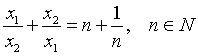 x₁/x₂ + x₂/x₁ = n + 1/n, n ∈ N